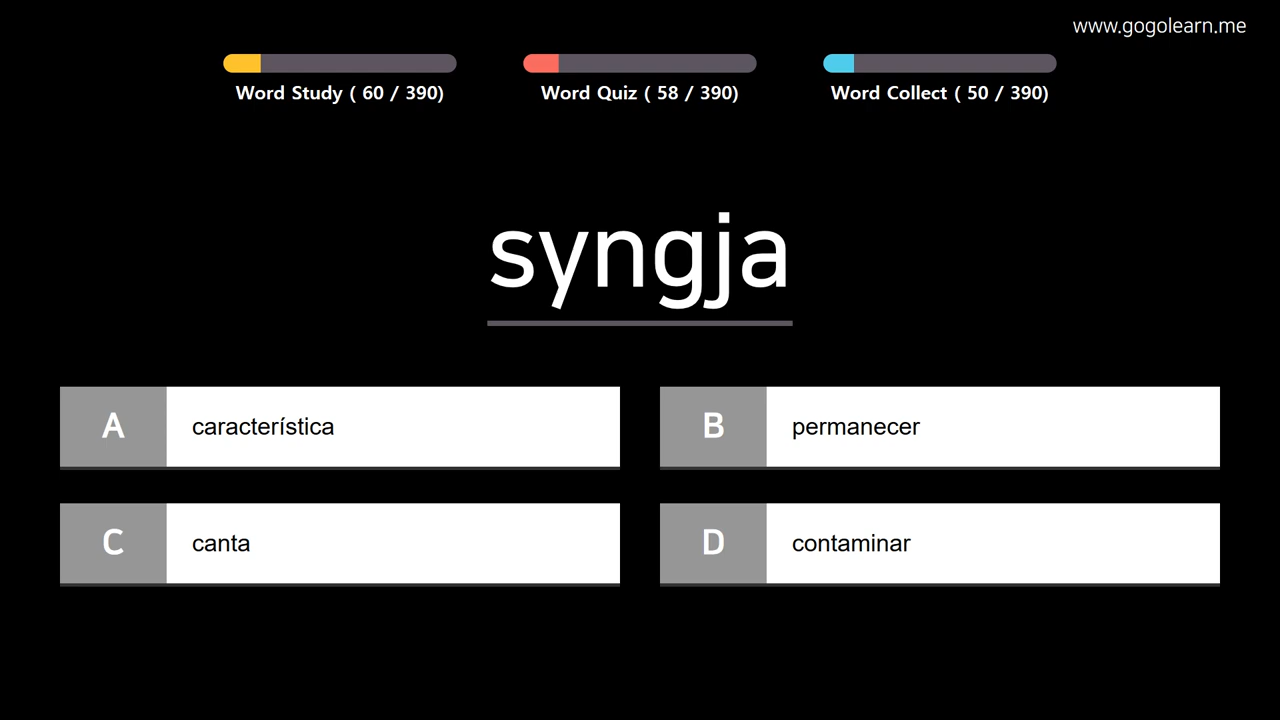 www.gogolearn.me
Word Study ( 60 / 390)
Word Quiz ( 58 / 390)
Word Collect ( 50 / 390)
syngja
A característica
B permanecer
C canta
D contaminar